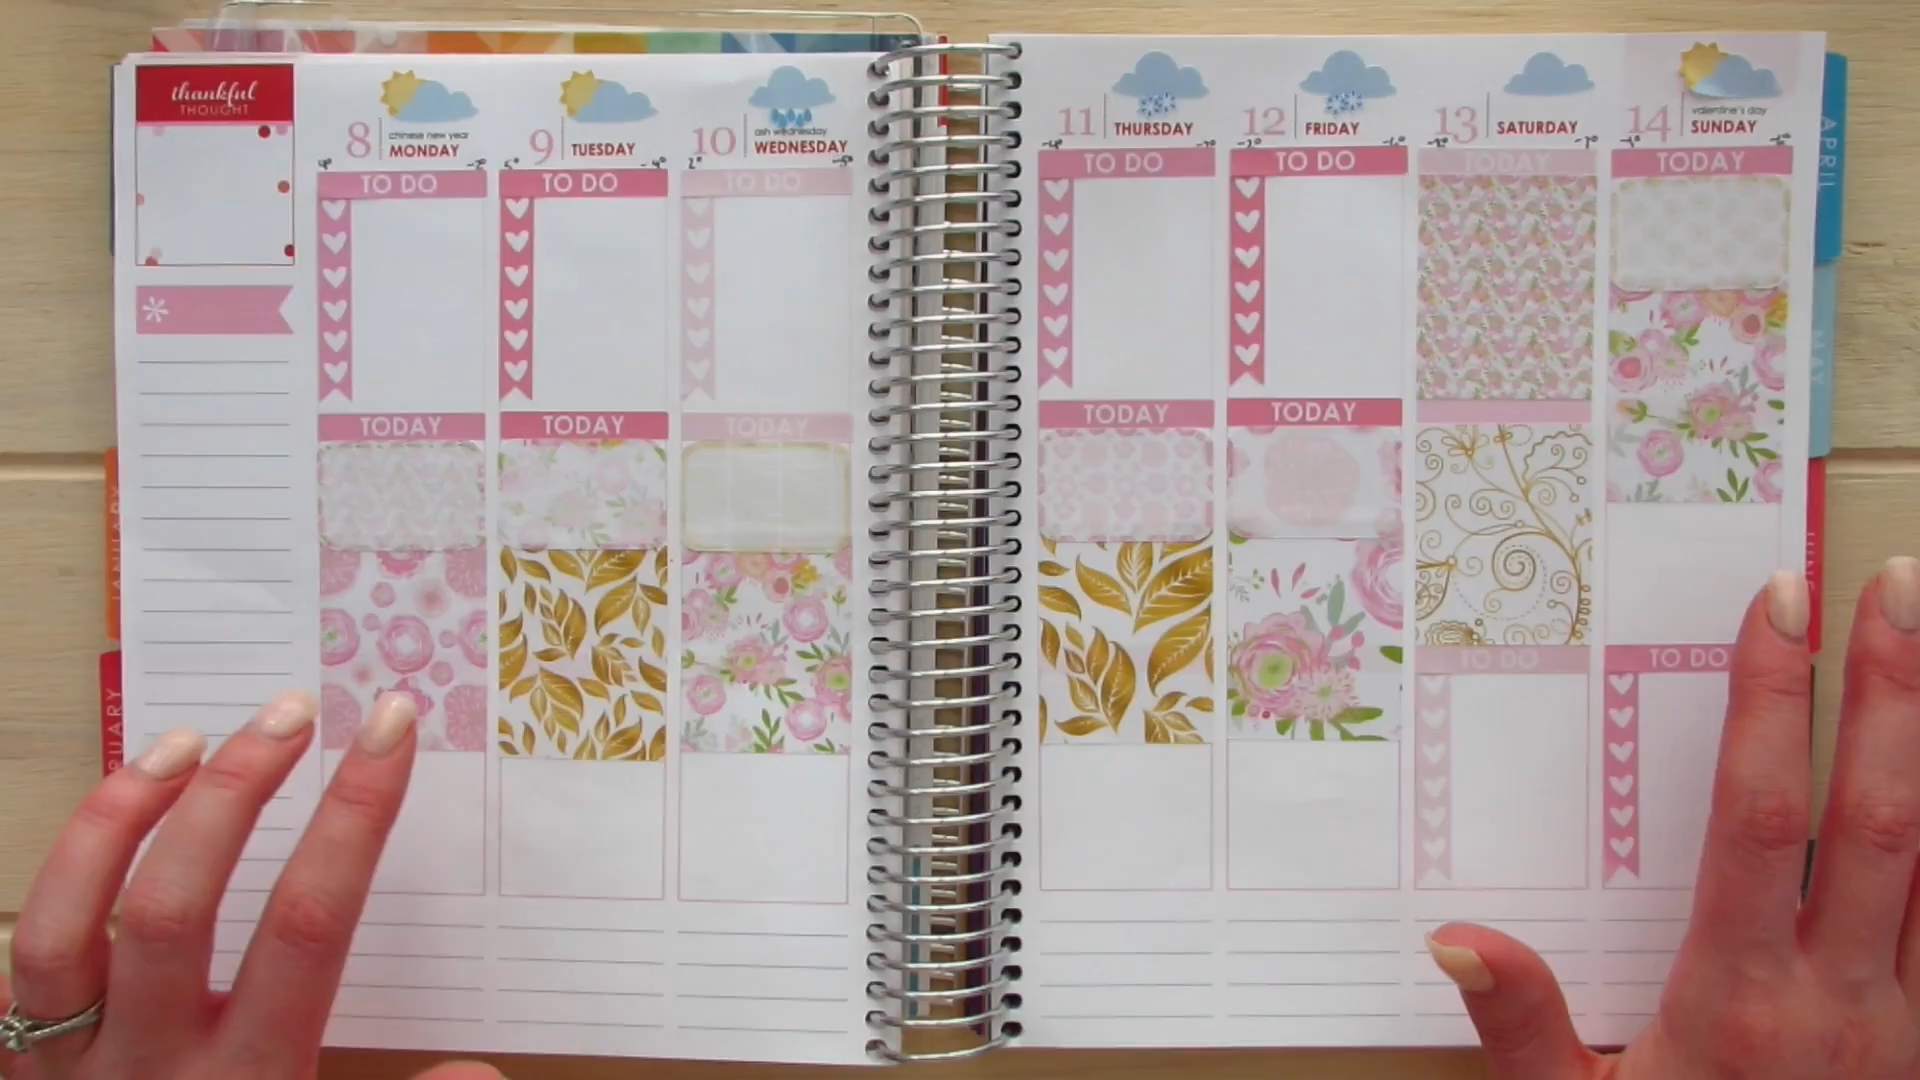 thankful
THOUGHT
8
chinese new year
MONDAY
9
TUESDAY
10
ash wednesday
WEDNESDAY
11
THURSDAY
12
FRIDAY
13
SATURDAY
14
valentine's day
SUNDAY
TO DO
TO DO
TO DO
TO DO
TO DO
TODAY
TODAY
TODAY
TODAY
TODAY
TODAY
TODAY
TO DO
TO DO
APRIL
MAY
JUNE
JANUARY